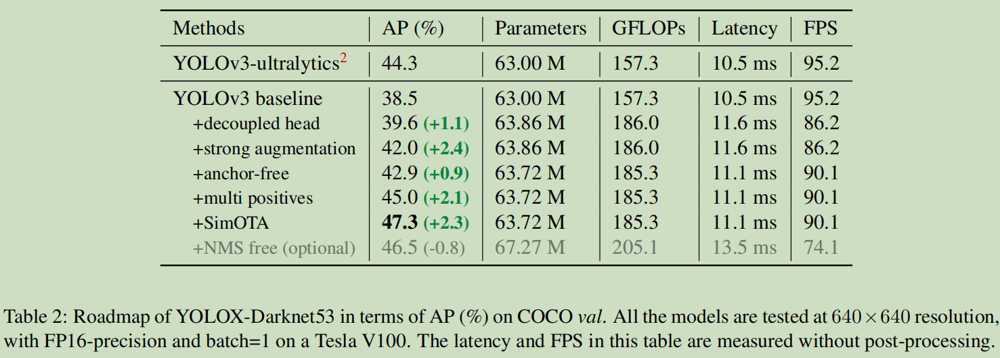 Methods AP (%) Parameters GFLOPs Latency FPS
YOLOv3-ultralytics2 44.3 63.00 M 157.3 10.5 ms 95.2
YOLOv3 baseline 38.5 63.00 M 157.3 10.5 ms 95.2
+decoupled head 39.6 (+1.1) 63.86 M 186.0 11.6 ms 86.2
+strong augmentation 42.0 (+2.4) 63.86 M 186.0 11.6 ms 86.2
+anchor-free 42.9 (+0.9) 63.72 M 185.3 11.1 ms 90.1
+multi positives 45.0 (+2.1) 63.72 M 185.3 11.1 ms 90.1
+SimOTA 47.3 (+2.3) 63.72 M 185.3 11.1 ms 90.1
+NMS free (optional) 46.5 (-0.8) 67.27 M 205.1 13.5 ms 74.1
Table 2: Roadmap of YOLOX-Darknet53 in terms of AP (%) on COCO val. All the models are tested at 640×640 resolution,
with FP16-precision and batch=1 on a Tesla V100. The latency and FPS in this table are measured without post-processing.